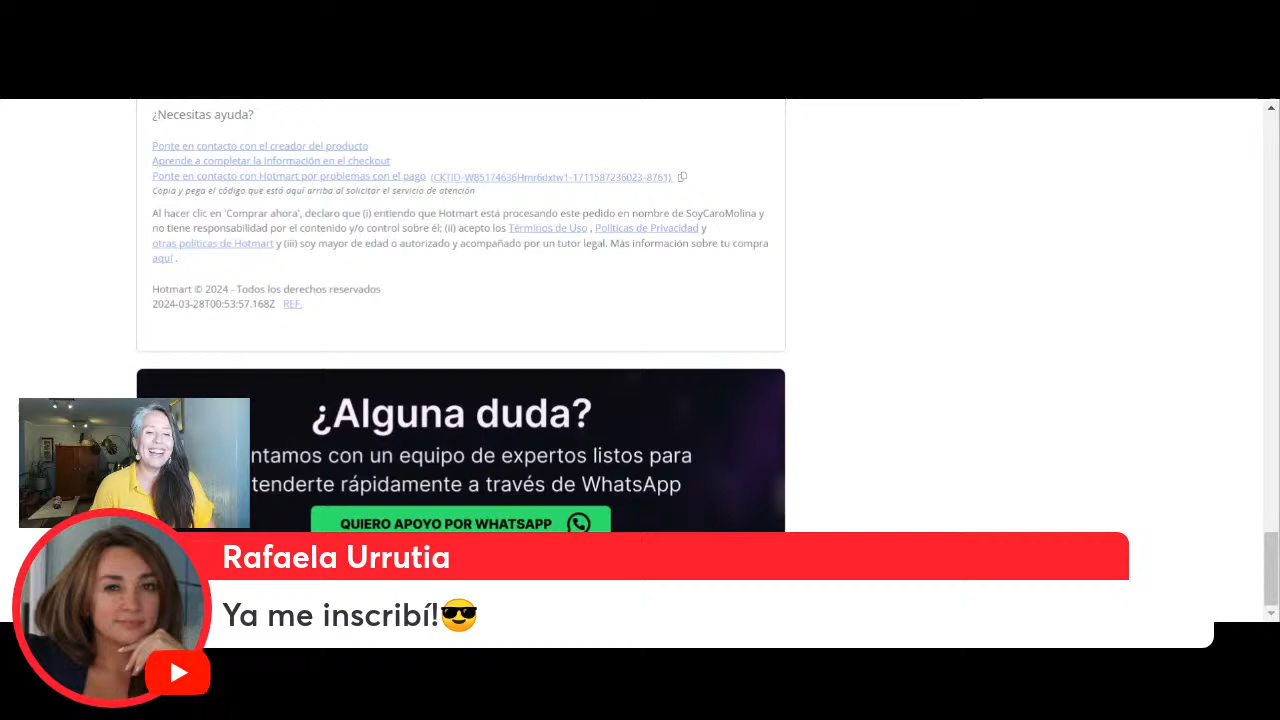 ¿Necesitas ayuda?
Ponte en contacto con el creador del producto
Aprende a completar la información en el checkout
Ponte en contacto con Hotmart por problemas con el pago (CKTID-W85174636Hmr6dxtw1-1711587236023-8761)
Copia y pega el código que está aquí arriba al solicitar el servicio de atención
Al hacer clic en 'Comprar ahora', declaro que (i) entiendo que Hotmart está procesando este pedido en nombre de SoyCaroMolina y
no tiene responsabilidad por el contenido y/o control sobre él; (ii) acepto los Términos de Uso , Políticas de Privacidad y
otras políticas de Hotmart y (iii) soy mayor de edad o autorizado y acompañado por un tutor legal. Más información sobre tu compra
aquí .
Hotmart © 2024 - Todos los derechos reservados
2024-03-28T00:53:57.168Z REF.
¿Alguna duda?
ntamos con un equipo de expertos listos para
tenderte rápidamente a través de WhatsApp
QUIERO APOYO POR WHATSAPP
Rafaela Urrutia
Ya me inscribí!😎